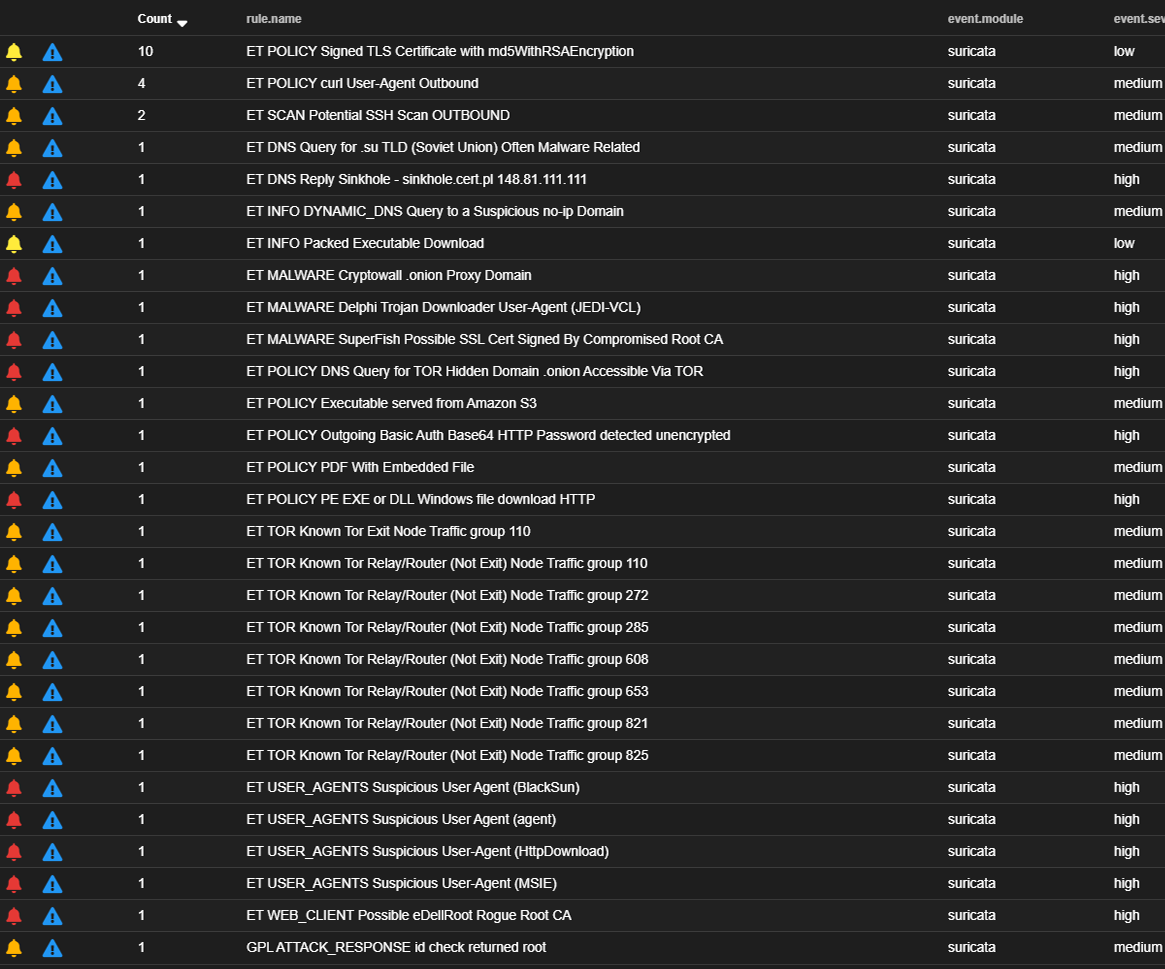 Count rule.name event.module event.sev
10 ET POLICY Signed TLS Certificate with md5WithRSAEncryption suricata low
4 ET POLICY curl User-Agent Outbound suricata medium
2 ET SCAN Potential SSH Scan OUTBOUND suricata medium
1 ET DNS Query for .su TLD (Soviet Union) Often Malware Related suricata medium
1 ET DNS Reply Sinkhole - sinkhole.cert.pl 148.81.111.111 suricata high
1 ET INFO DYNAMIC_DNS Query to a Suspicious no-ip Domain suricata medium
1 ET INFO Packed Executable Download suricata low
1 ET MALWARE Cryptowall .onion Proxy Domain suricata high
1 ET MALWARE Delphi Trojan Downloader User-Agent (JEDI-VCL) suricata high
1 ET MALWARE SuperFish Possible SSL Cert Signed By Compromised Root CA suricata high
1 ET POLICY DNS Query for TOR Hidden Domain .onion Accessible Via TOR suricata high
1 ET POLICY Executable served from Amazon S3 suricata medium
1 ET POLICY Outgoing Basic Auth Base64 HTTP Password detected unencrypted suricata high
1 ET POLICY PDF With Embedded File suricata medium
1 ET POLICY PE EXE or DLL Windows file download HTTP suricata high
1 ET TOR Known Tor Exit Node Traffic group 110 suricata medium
1 ET TOR Known Tor Relay/Router (Not Exit) Node Traffic group 110 suricata medium
1 ET TOR Known Tor Relay/Router (Not Exit) Node Traffic group 272 suricata medium
1 ET TOR Known Tor Relay/Router (Not Exit) Node Traffic group 285 suricata medium
1 ET TOR Known Tor Relay/Router (Not Exit) Node Traffic group 608 suricata medium
1 ET TOR Known Tor Relay/Router (Not Exit) Node Traffic group 653 suricata medium
1 ET TOR Known Tor Relay/Router (Not Exit) Node Traffic group 821 suricata medium
1 ET TOR Known Tor Relay/Router (Not Exit) Node Traffic group 825 suricata medium
1 ET USER_AGENTS Suspicious User Agent (BlackSun) suricata high
1 ET USER_AGENTS Suspicious User Agent (agent) suricata high
1 ET USER_AGENTS Suspicious User-Agent (HttpDownload) suricata high
1 ET USER_AGENTS Suspicious User-Agent (MSIE) suricata high
1 ET WEB_CLIENT Possible eDellRoot Rogue Root CA suricata high
1 GPL ATTACK_RESPONSE id check returned root suricata medium